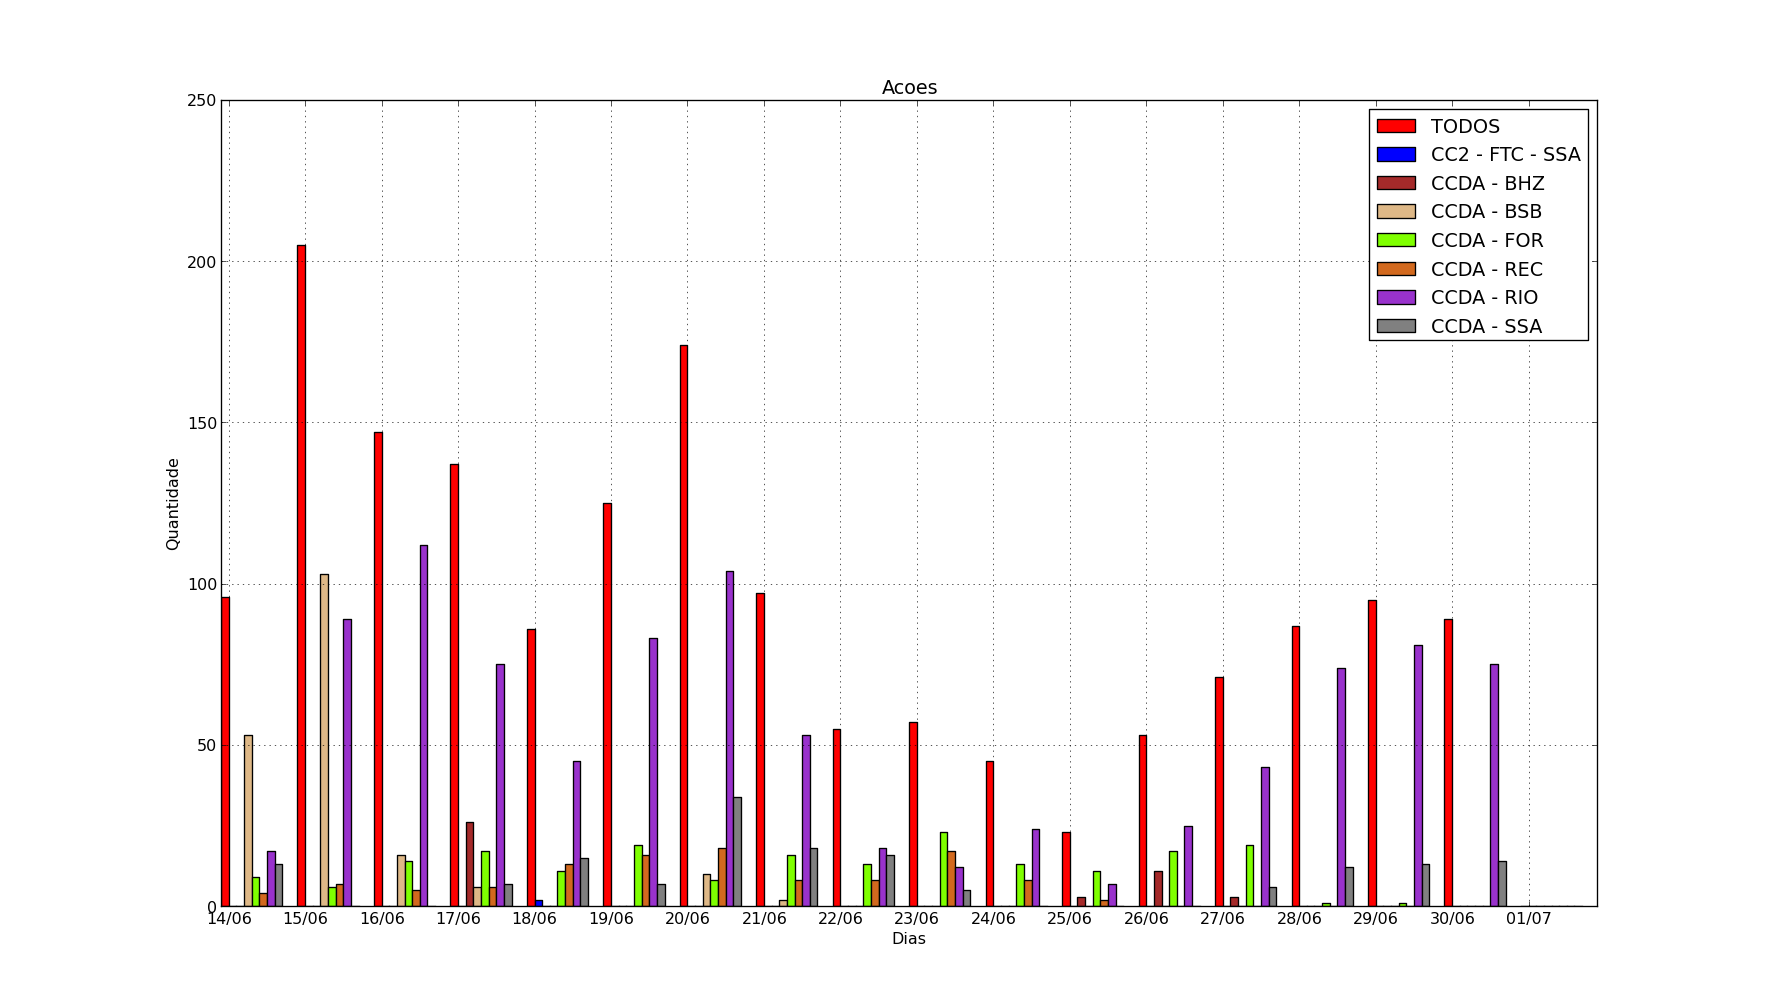 Acoes
250
200
150
100
50
0
Quantidade
TODOS
CC2 - FTC - SSA
CCDA - BHZ
CCDA - BSB
CCDA - FOR
CCDA - REC
CCDA - RIO
CCDA - SSA
14/06 15/06 16/06 17/06 18/06 19/06 20/06 21/06 22/06 23/06 24/06 25/06 26/06 27/06 28/06 29/06 30/06 01/07
Dias